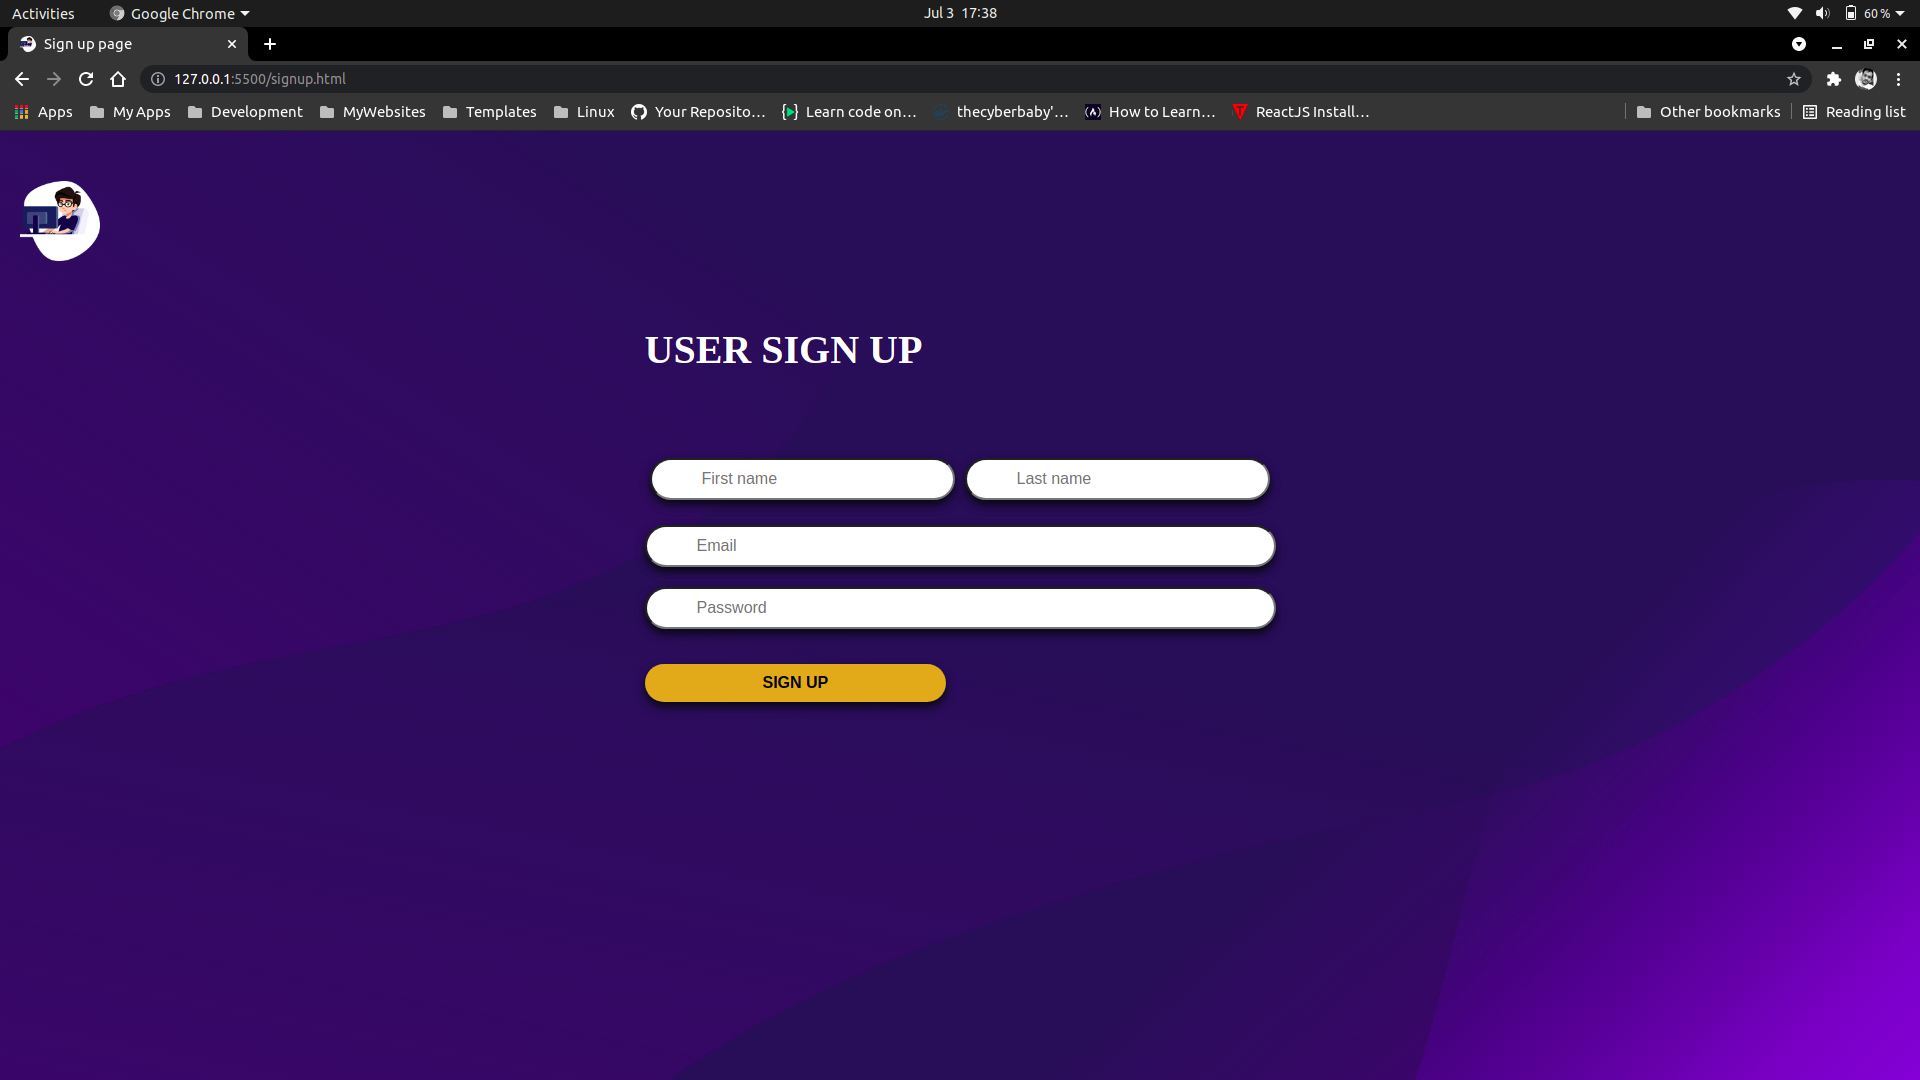 Activities Google Chrome Jul 3 17:38 60 %
Sign up page
127.0.0.1:5500/signup.html
Apps My Apps Development MyWebsites Templates Linux Your Reposito… Learn code on… thecyberbaby'… How to Learn… ReactJS Install… Other bookmarks Reading list
USER SIGN UP
First name Last name
Email
Password
SIGN UP